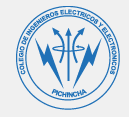 COLEGIO DE INGENIEROS ELECTRICOS Y ELECTRONICOS
PICHINCHA